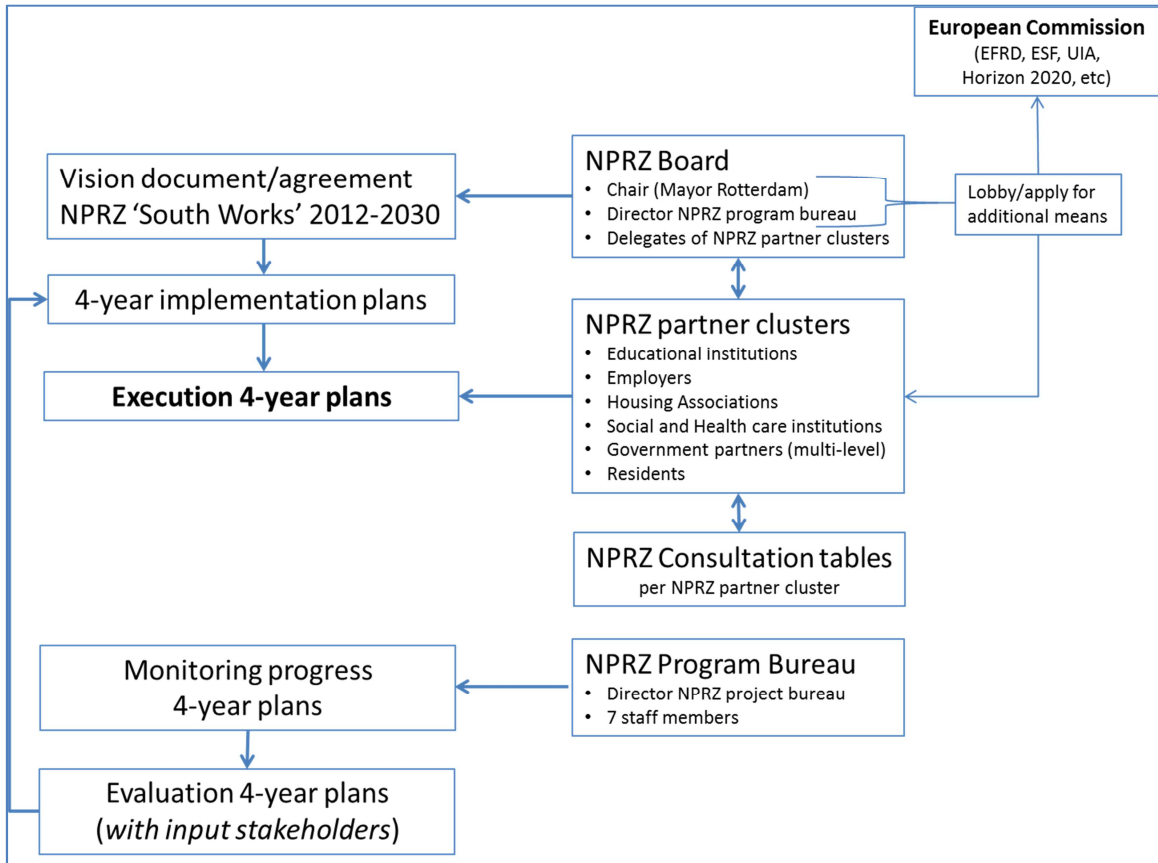 European Commission
(EFRD, ESF, UIA,
Horizon 2020, etc)
Vision document/agreement
NPRZ ‘South Works’ 2012-2030
NPRZ Board
• Chair (Mayor Rotterdam)
• Director NPRZ program bureau
• Delegates of NPRZ partner clusters
Lobby/apply for
additional means
4-year implementation plans
Execution 4-year plans
NPRZ partner clusters
• Educational institutions
• Employers
• Housing Associations
• Social and Health care institutions
• Government partners (multi-level)
• Residents
NPRZ Consultation tables
per NPRZ partner cluster
Monitoring progress
4-year plans
NPRZ Program Bureau
• Director NPRZ project bureau
• 7 staff members
Evaluation 4-year plans
(with input stakeholders)